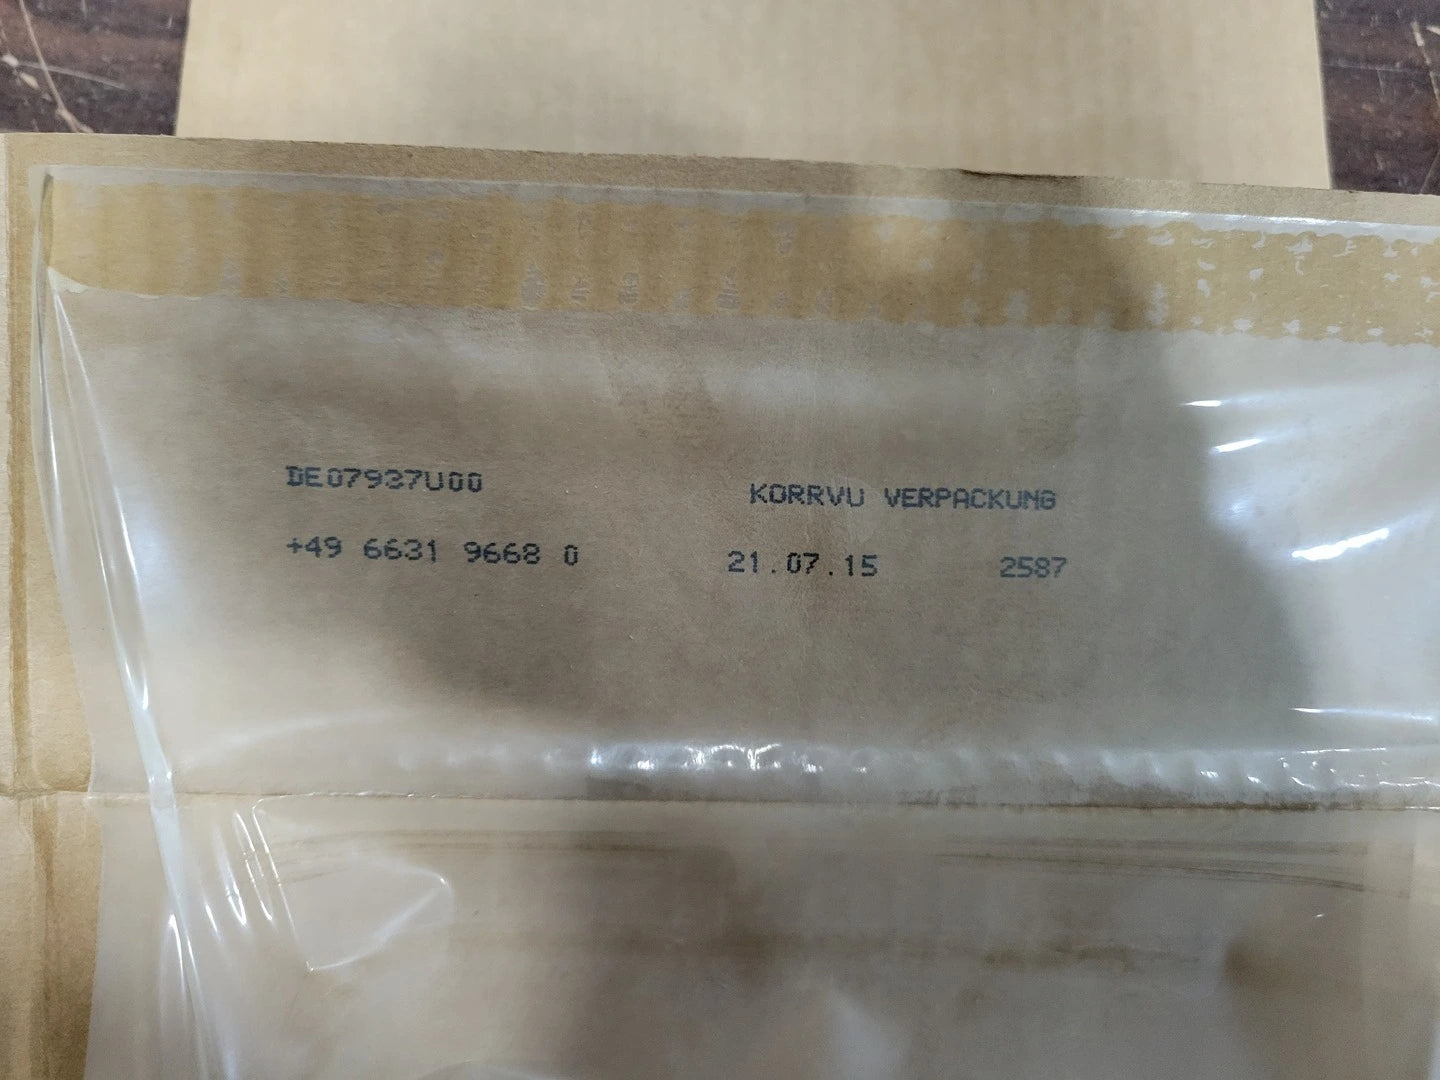 DE07937U00
KORRVU VERPACKUNG
+49 6631 9668 0
21.07.15
2587